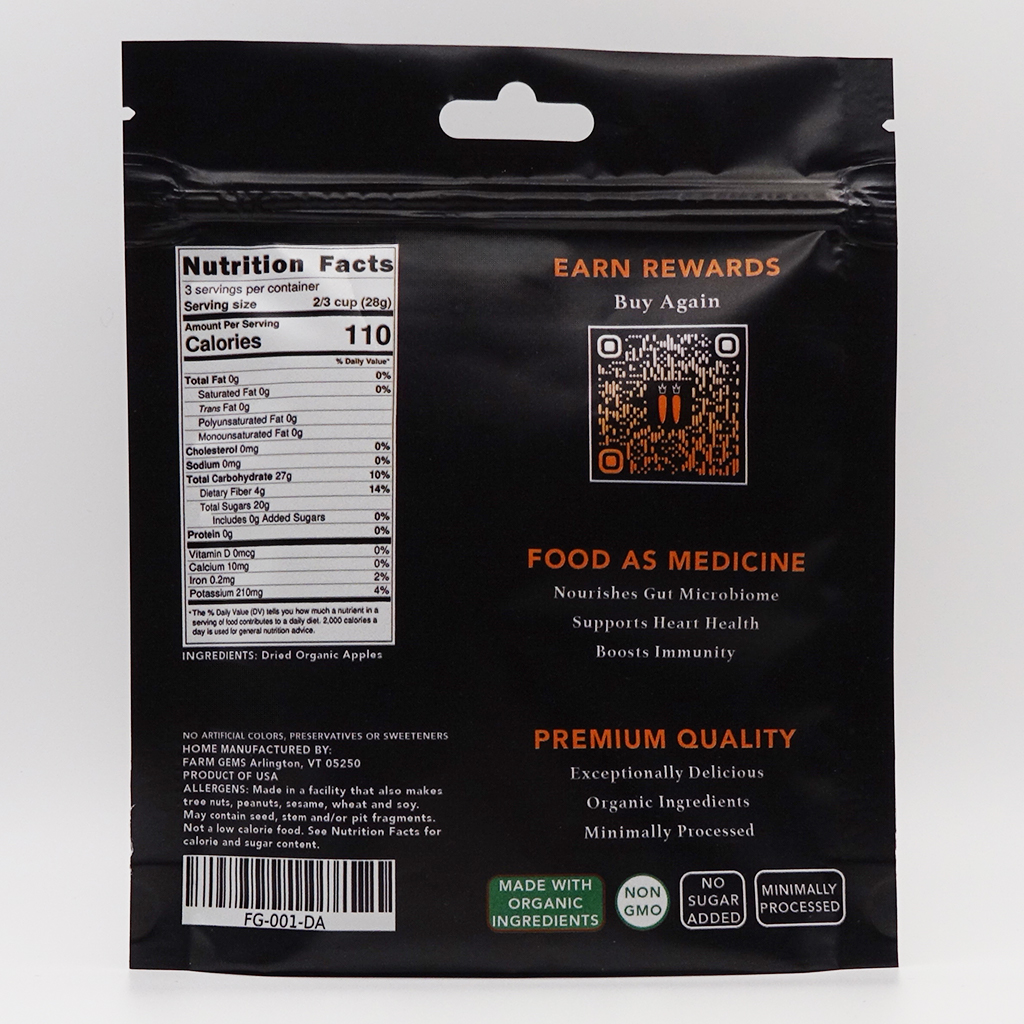 Nutrition Facts
3 servings per container
Serving size 2/3 cup (28g)
Amount Per Serving
Calories 110
% Daily Value*
Total Fat 0g 0%
Saturated Fat 0g 0%
Trans Fat 0g
Polyunsaturated Fat 0g
Monounsaturated Fat 0g
Cholesterol 0mg 0%
Sodium 0mg 0%
Total Carbohydrate 27g 10%
Dietary Fiber 4g 14%
Total Sugars 20g
Includes 0g Added Sugars 0%
Protein 0g 0%
Vitamin D 0mcg 0%
Calcium 10mg 0%
Iron 0.2mg 2%
Potassium 210mg 4%
*The % Daily Value (DV) tells you how much a nutrient in a
serving of food contributes to a daily diet. 2,000 calories a
day is used for general nutrition advice.
INGREDIENTS: Dried Organic Apples
NO ARTIFICIAL COLORS, PRESERVATIVES OR SWEETENERS
HOME MANUFACTURED BY:
FARM GEMS Arlington, VT 05250
PRODUCT OF USA
ALLERGENS: Made in a facility that also makes
tree nuts, peanuts, sesame, wheat and soy.
May contain seed, stem and/or pit fragments.
Not a low calorie food. See Nutrition Facts for
calorie and sugar content.
FG-001-DA
EARN REWARDS
Buy Again
FOOD AS MEDICINE
Nourishes Gut Microbiome
Supports Heart Health
Boosts Immunity
PREMIUM QUALITY
Exceptionally Delicious
Organic Ingredients
Minimally Processed
MADE WITH
ORGANIC
INGREDIENTS
NON
GMO
NO
SUGAR
ADDED
MINIMALLY
PROCESSED